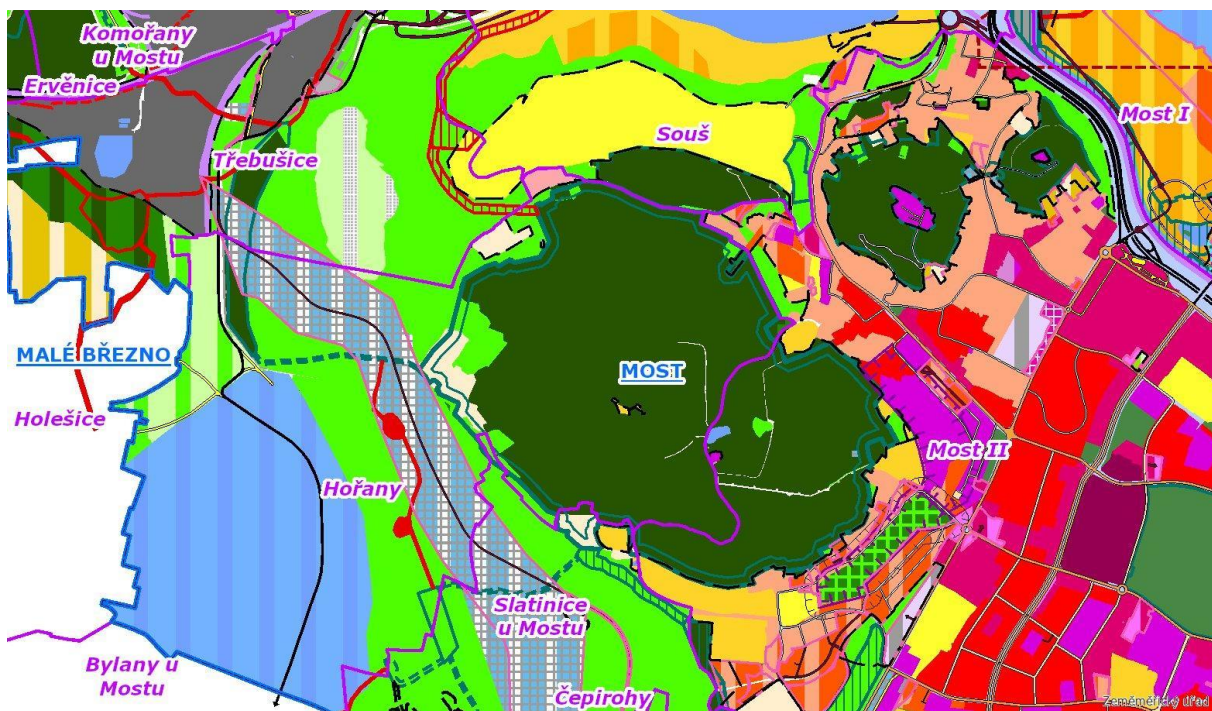 Komořany
u Mostu
Ervěnice
Most I
Souš
Třebušice
MALÉ BŘEZNO
MOST
Holešice
Most II
Hořany
Slatinice
u Mostu
Bylany u
Mostu
Čepirohy
Zeměměřický úřad